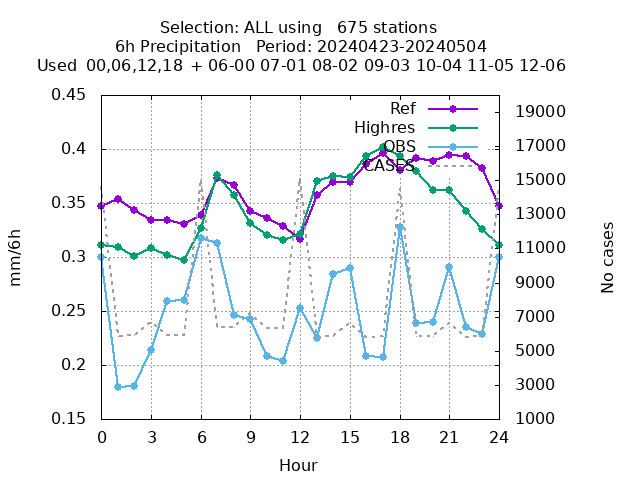 Selection: ALL using   675 stations
6h Precipitation   Period: 20240423-20240504
Used  00,06,12,18  + 06-00 07-01 08-02 09-03  10-04 11-05 12-06
0.45
0.4
0.35
0.3
0.25
0.2
0.15
mm/6h
Ref
Highres
OBS
CASES
19000
17000
15000
13000
11000
9000
7000
5000
3000
1000
No cases
0 3 6 9 12 15 18 21 24
Hour